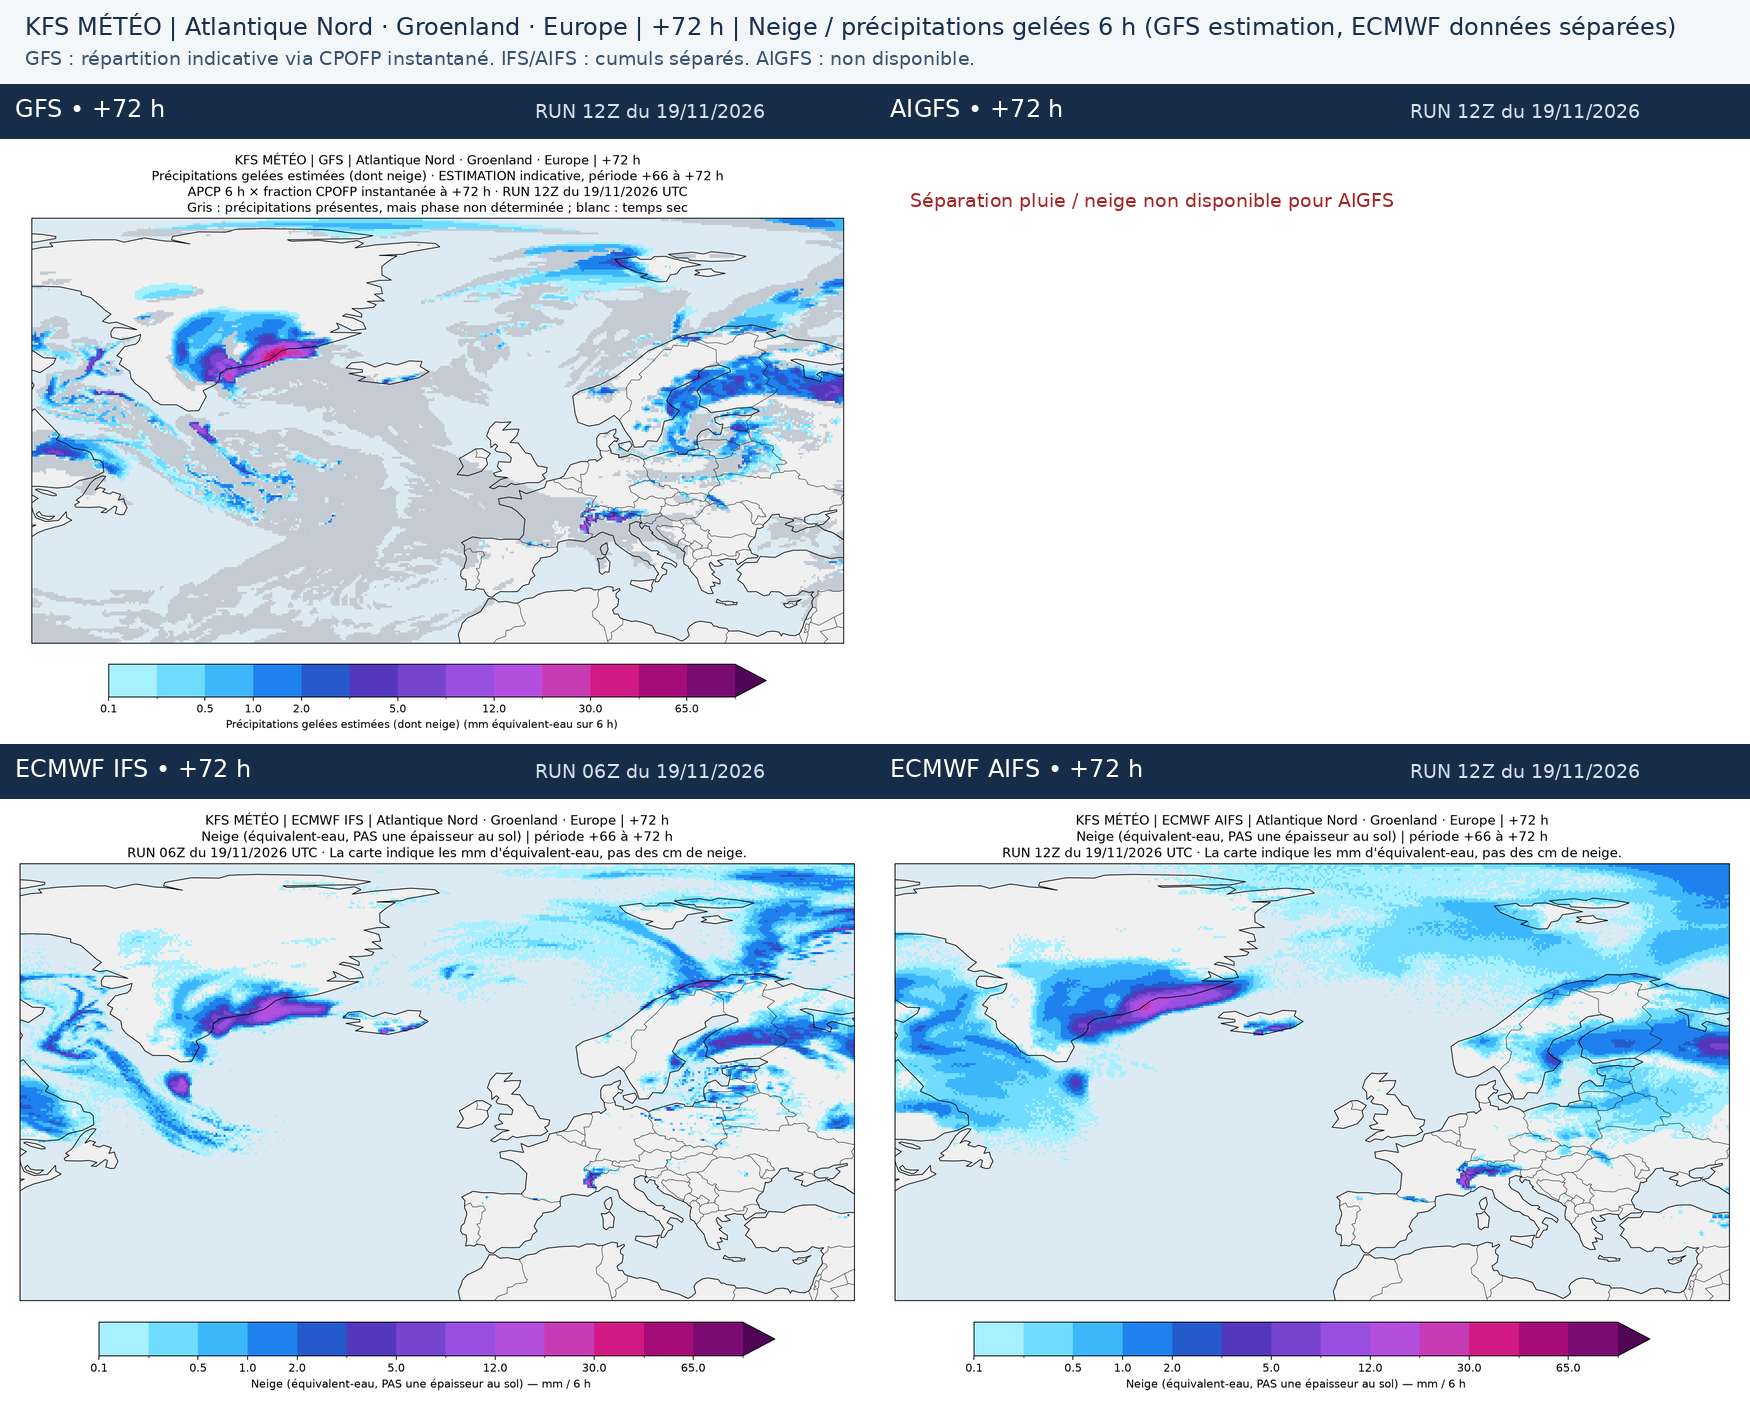 KFS MÉTÉO | Atlantique Nord · Groenland · Europe | +72 h | Neige / précipitations gelées 6 h (GFS estimation, ECMWF données séparées)
GFS : répartition indicative via CPOFP instantané. IFS/AIFS : cumuls séparés. AIGFS : non disponible.
GFS • +72 h
RUN 12Z du 19/11/2026
AIGFS • +72 h
RUN 12Z du 19/11/2026
KFS MÉTÉO | GFS | Atlantique Nord · Groenland · Europe | +72 h
Précipitations gelées estimées (dont neige) · ESTIMATION indicative, période +66 à +72 h
APCP 6 h × fraction CPOFP instantanée à +72 h · RUN 12Z du 19/11/2026 UTC
Gris : précipitations présentes, mais phase non déterminée ; blanc : temps sec
Séparation pluie / neige non disponible pour AIGFS
0.1 0.5 1.0 2.0 5.0 12.0 30.0 65.0
Précipitations gelées estimées (dont neige) (mm équivalent-eau sur 6 h)
ECMWF IFS • +72 h
RUN 06Z du 19/11/2026
ECMWF AIFS • +72 h
RUN 12Z du 19/11/2026
KFS MÉTÉO | ECMWF IFS | Atlantique Nord · Groenland · Europe | +72 h
Neige (équivalent-eau, PAS une épaisseur au sol) | période +66 à +72 h
RUN 06Z du 19/11/2026 UTC · La carte indique les mm d'équivalent-eau, pas des cm de neige.
KFS MÉTÉO | ECMWF AIFS | Atlantique Nord · Groenland · Europe | +72 h
Neige (équivalent-eau, PAS une épaisseur au sol) | période +66 à +72 h
RUN 12Z du 19/11/2026 UTC · La carte indique les mm d'équivalent-eau, pas des cm de neige.
0.1 0.5 1.0 2.0 5.0 12.0 30.0 65.0
Neige (équivalent-eau, PAS une épaisseur au sol) — mm / 6 h
0.1 0.5 1.0 2.0 5.0 12.0 30.0 65.0
Neige (équivalent-eau, PAS une épaisseur au sol) — mm / 6 h